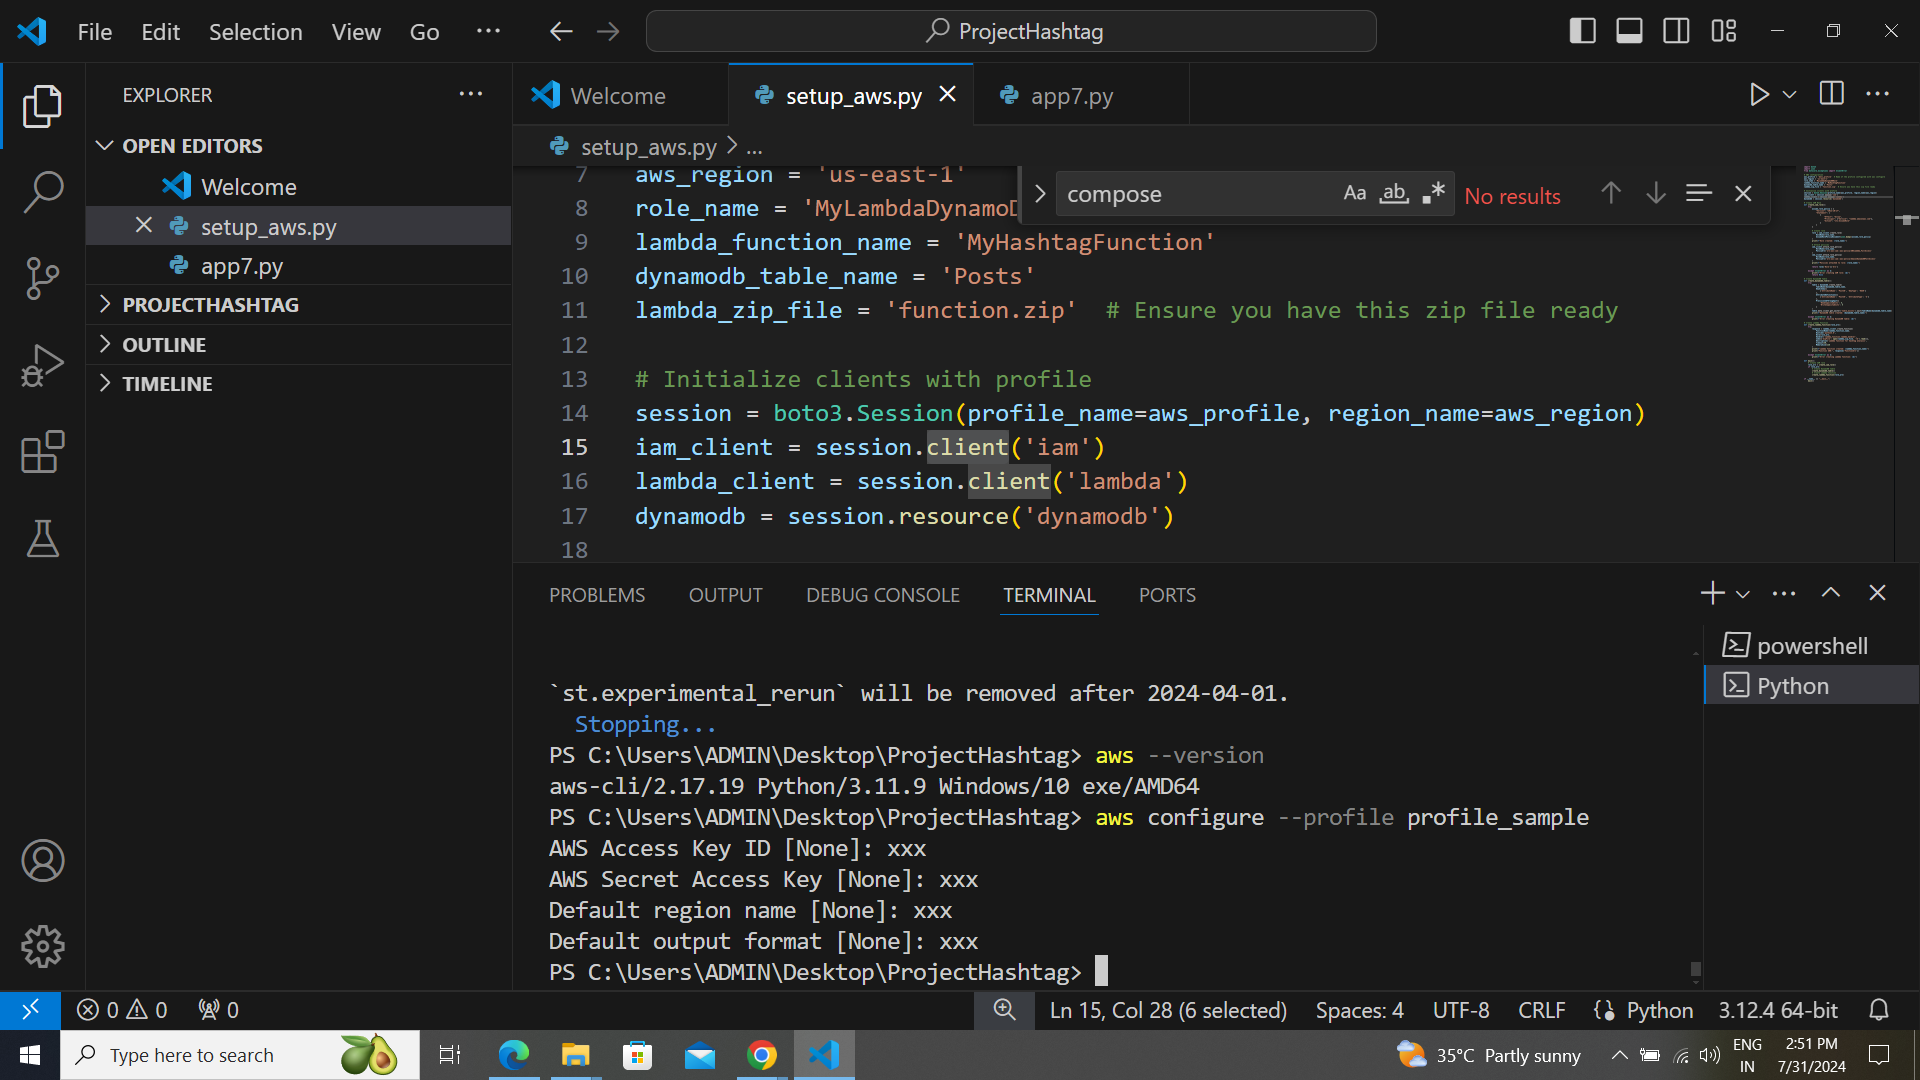 File Edit Selection View Go ...
ProjectHashtag
EXPLORER
OPEN EDITORS
Welcome
setup_aws.py
app7.py
PROJECTHASHTAG
OUTLINE
TIMELINE
Welcome
setup_aws.py
app7.py
setup_aws.py > ...
compose
Aa ab .*
No results
7 aws_region = 'us-east-1'
8 role_name = 'MyLambdaDynamo
9 lambda_function_name = 'MyHashtagFunction'
10 dynamodb_table_name = 'Posts'
11 lambda_zip_file = 'function.zip'  # Ensure you have this zip file ready
12
13 # Initialize clients with profile
14 session = boto3.Session(profile_name=aws_profile, region_name=aws_region)
15 iam_client = session.client('iam')
16 lambda_client = session.client('lambda')
17 dynamodb = session.resource('dynamodb')
18
PROBLEMS OUTPUT DEBUG CONSOLE TERMINAL PORTS
powershell
Python
`st.experimental_rerun` will be removed after 2024-04-01.
Stopping...
PS C:\Users\ADMIN\Desktop\ProjectHashtag> aws --version
aws-cli/2.17.19 Python/3.11.9 Windows/10 exe/AMD64
PS C:\Users\ADMIN\Desktop\ProjectHashtag> aws configure --profile profile_sample
AWS Access Key ID [None]: xxx
AWS Secret Access Key [None]: xxx
Default region name [None]: xxx
Default output format [None]: xxx
PS C:\Users\ADMIN\Desktop\ProjectHashtag>
0 0 0
Ln 15, Col 28 (6 selected) Spaces: 4 UTF-8 CRLF Python 3.12.4 64-bit
Type here to search
35°C Partly sunny
ENG
IN
2:51 PM
7/31/2024